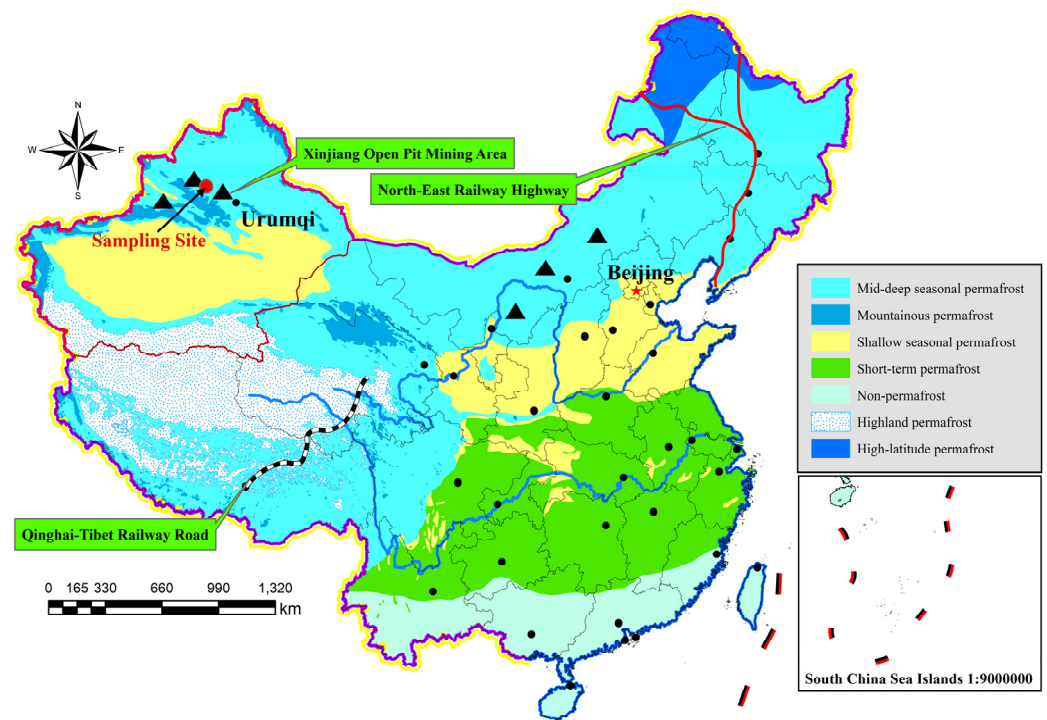 N
W
E
S
Xinjiang Open Pit Mining Area
North-East Railway Highway
Urumqi
Sampling Site
Beijing
Mid-deep seasonal permafrost
Mountainous permafrost
Shallow seasonal permafrost
Short-term permafrost
Non-permafrost
Highland permafrost
High-latitude permafrost
Qinghai-Tibet Railway Road
0 165 330 660 990 1,320
km
South China Sea Islands 1:9000000